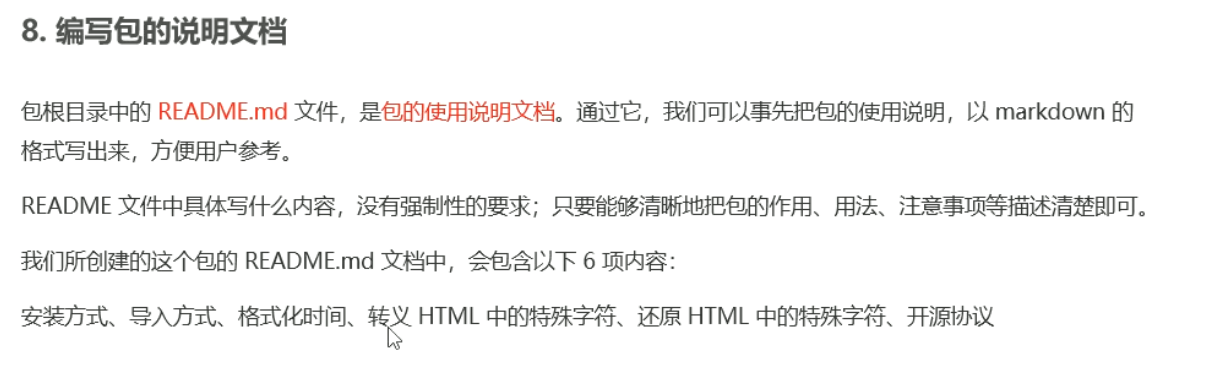 8. 编写包的说明文档
包根目录中的 README.md 文件，是包的使用说明文档。通过它，我们可以事先把包的使用说明，以 markdown 的
格式写出来，方便用户参考。
README 文件中具体写什么内容，没有强制性的要求；只要能够清晰地把包的作用、用法、注意事项等描述清楚即可。
我们所创建的这个包的 README.md 文档中，会包含以下 6 项内容：
安装方式、导入方式、格式化时间、转义 HTML 中的特殊字符、还原 HTML 中的特殊字符、开源协议